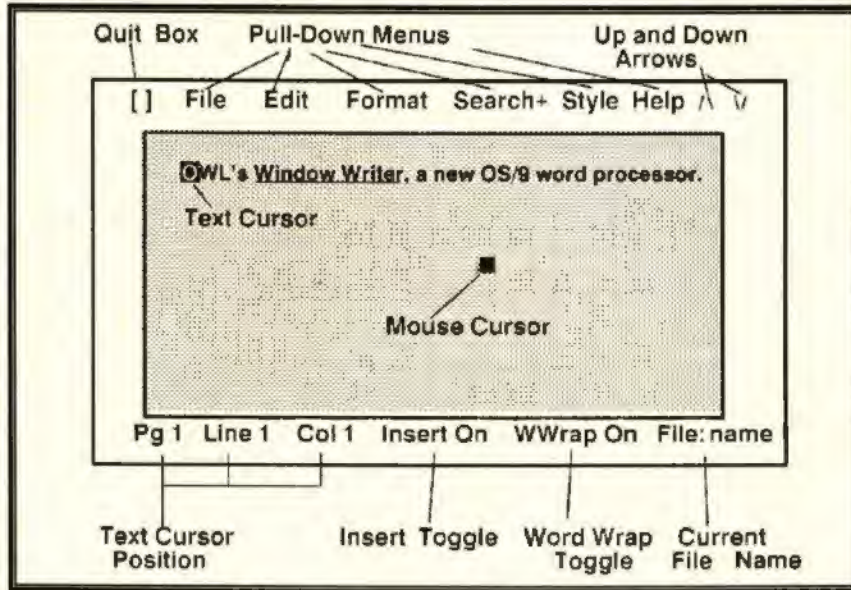 Quit Box Pull-Down Menus Up and Down
Arrows
[ ] File Edit Format Search+ Style Help /\ \/
OWL's Window Writer, a new OS/9 word processor.
Text Cursor
Mouse Cursor
Pg 1 Line 1 Col 1 Insert On WWrap On File: name
Text Cursor
Position
Insert Toggle
Word Wrap
Toggle
Current
File Name